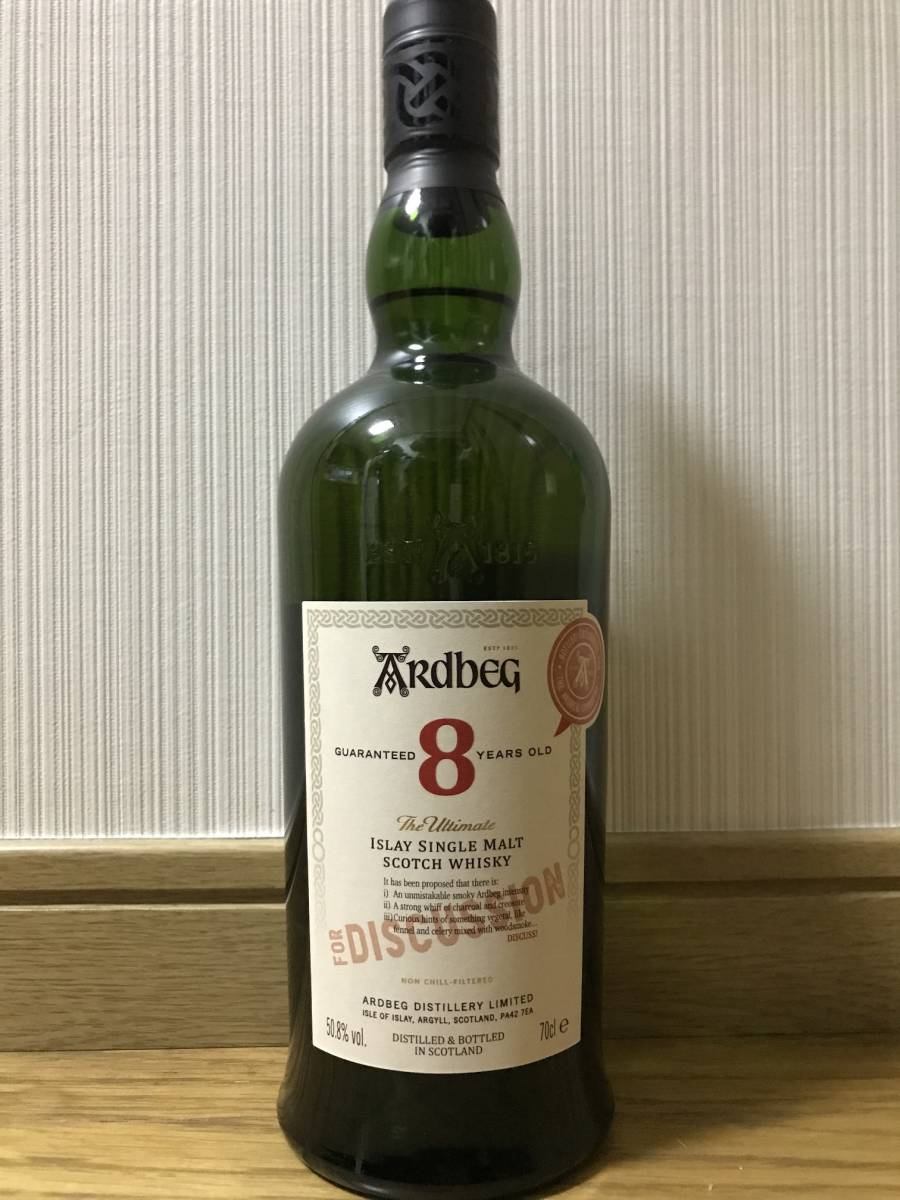 1815
ESTD 1815
ARDBEG
GUARANTEED 8 YEARS OLD
The Ultimate
ISLAY SINGLE MALT
SCOTCH WHISKY
It has been proposed that there is:
i) An unmistakable smoky Ardbeg intensity
ii) A strong whiff of charcoal and creosote
iii) Curious hints of something vegetal, like
fennel and celery mixed with woodsmoke...
DISCUSS!
FOR DISCUSSION
NON CHILL-FILTERED
ARDBEG DISTILLERY LIMITED
ISLE OF ISLAY, ARGYLL, SCOTLAND, PA42 7EA
50.8% vol.
DISTILLED & BOTTLED
IN SCOTLAND
70cl e